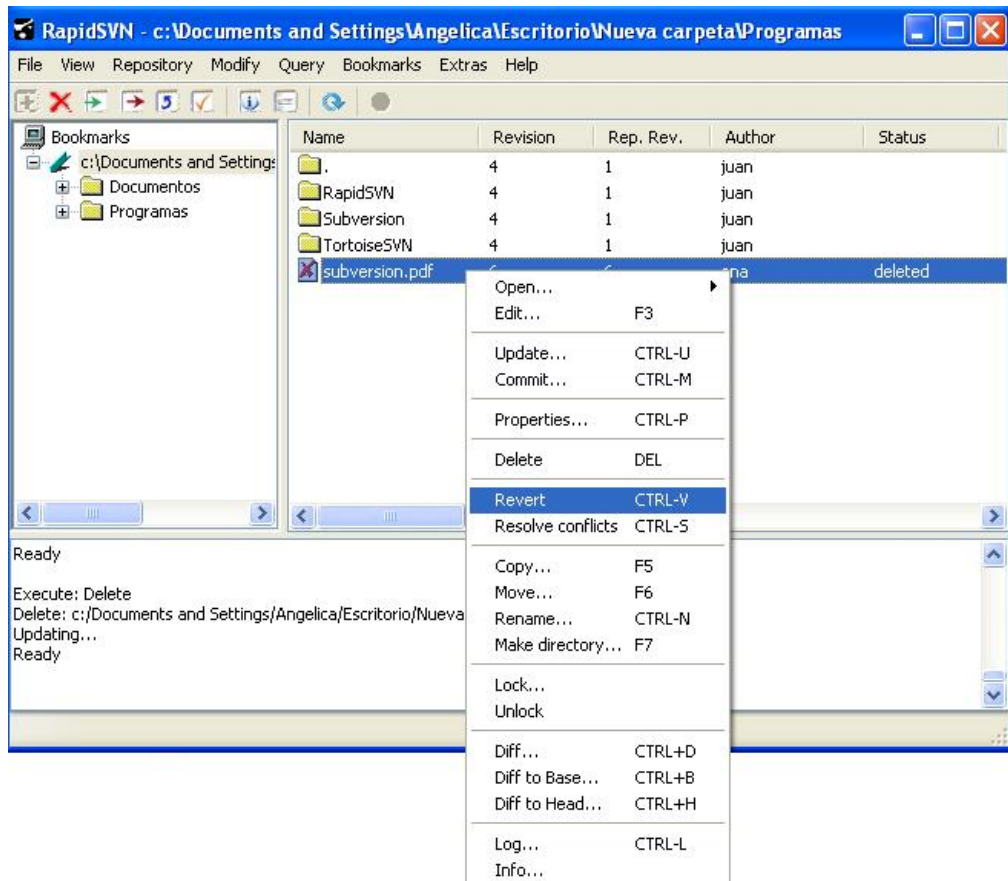 RapidSVN - c:\Documents and Settings\Angelica\Escritorio\Nueva carpeta\Programas
File View Repository Modify Query Bookmarks Extras Help
Bookmarks
c:\Documents and Settings
Documentos
Programas
Name Revision Rep. Rev. Author Status
. 4 1 juan
RapidSVN 4 1 juan
Subversion 4 1 juan
TortoiseSVN 4 1 juan
subversion.pdf deleted
Open...
Edit... F3
Update... CTRL-U
Commit... CTRL-M
Properties... CTRL-P
Delete DEL
Revert CTRL-V
Resolve conflicts CTRL-S
Copy... F5
Move... F6
Rename... CTRL-N
Make directory... F7
Lock...
Unlock
Diff... CTRL+D
Diff to Base... CTRL+B
Diff to Head... CTRL+H
Log... CTRL-L
Info...
Ready
Execute: Delete
Delete: c:/Documents and Settings/Angelica/Escritorio/Nueva
Updating...
Ready